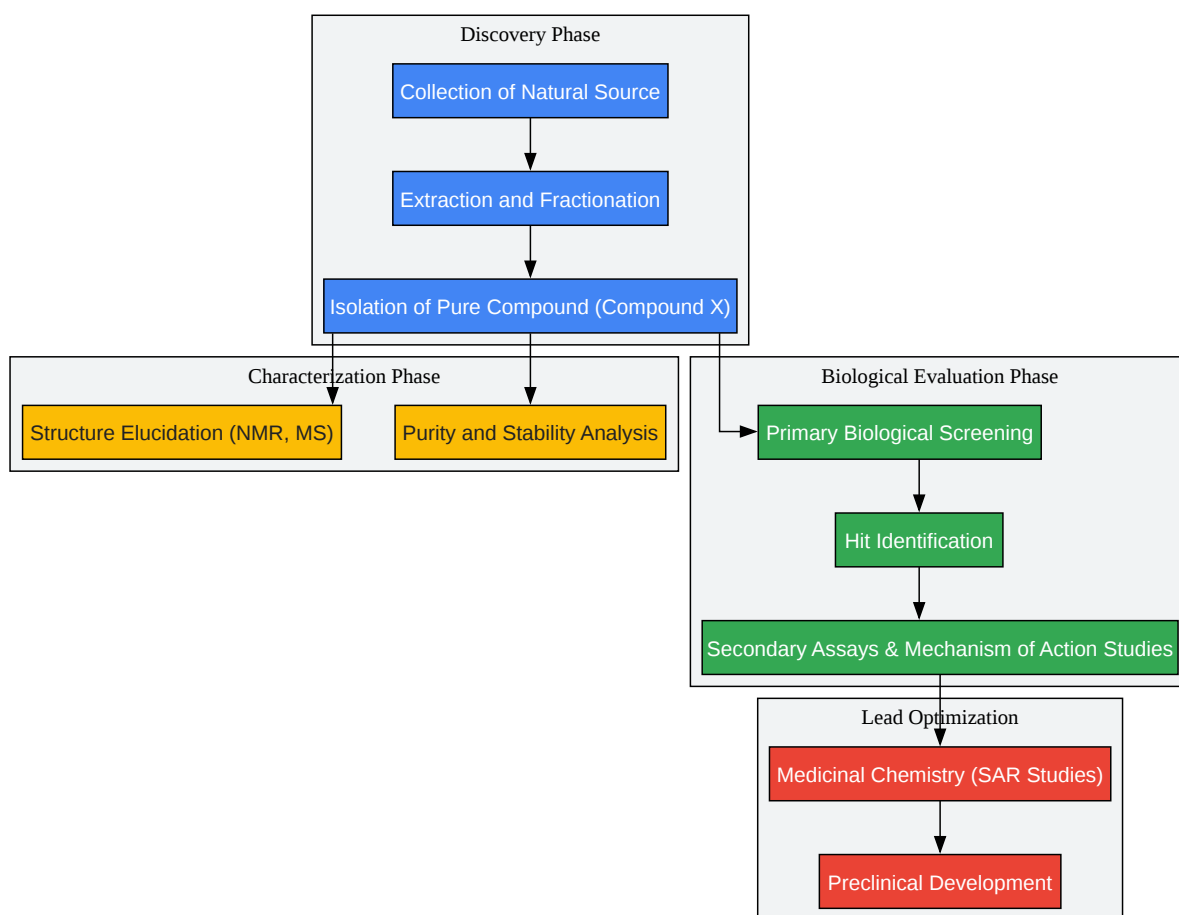 Discovery Phase
Collection of Natural Source
Extraction and Fractionation
Isolation of Pure Compound (Compound X)
Characterization Phase
Structure Elucidation (NMR, MS)
Purity and Stability Analysis
Biological Evaluation Phase
Primary Biological Screening
Hit Identification
Secondary Assays & Mechanism of Action Studies
Lead Optimization
Medicinal Chemistry (SAR Studies)
Preclinical Development